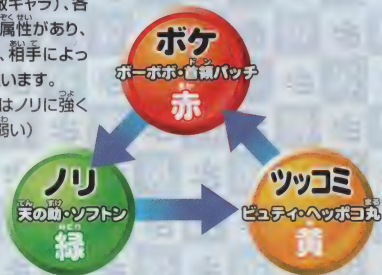 敵キャラ)、各
属性があり、
、相手によっ
います。
はノリに強く
弱い)
ボケ
ボーボボ・首領パッチ
赤
ノリ
天の助・ソフトン
緑
ツッコミ
ビュティ・ヘッポコ丸
黄